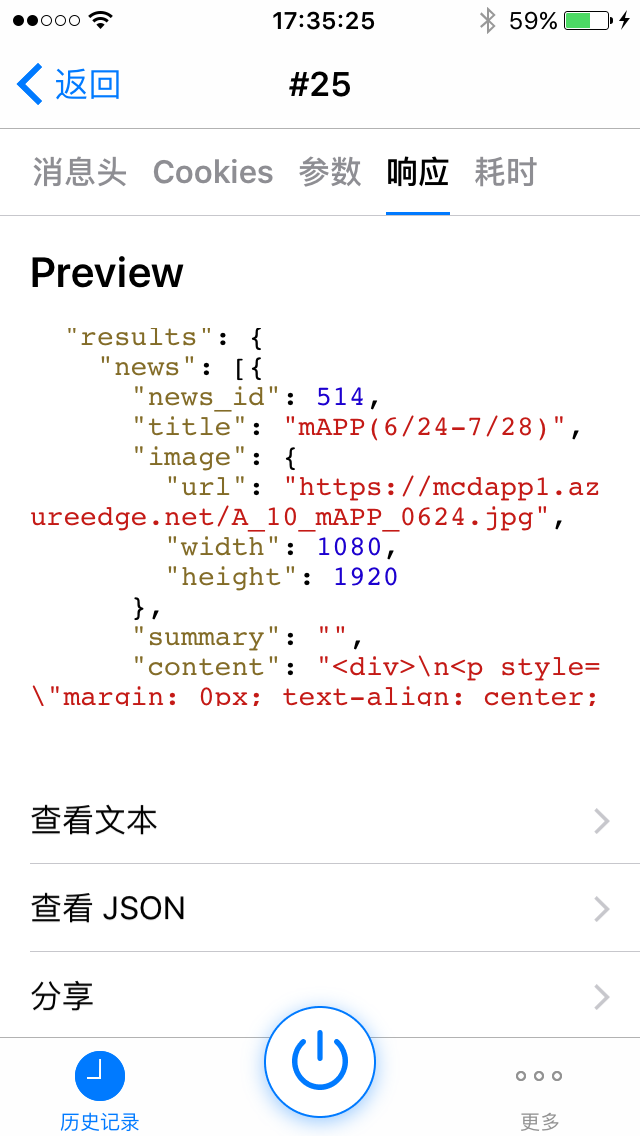 17:35:25
59%
返回
#25
消息头 Cookies 参数 响应 耗时
Preview
"results": {
"news": [{
"news_id": 514,
"title": "mAPP(6/24-7/28)",
"image": {
"url": "https://mcdapp1.az
ureedge.net/A_10_mAPP_0624.jpg",
"width": 1080,
"height": 1920
},
"summary": "",
"content": "<div>\n<p style=
\"margin: 0px; text-align: center;
查看文本
查看 JSON
分享
历史记录
更多